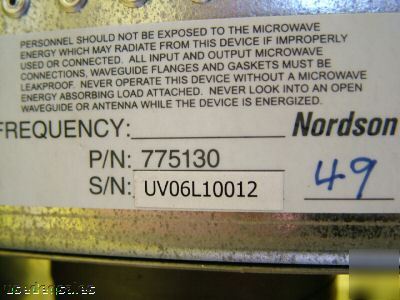 PERSONNEL SHOULD NOT BE EXPOSED TO THE MICROWAVE
ENERGY WHICH MAY RADIATE FROM THIS DEVICE IF IMPROPERLY
USED OR CONNECTED. ALL INPUT AND OUTPUT MICROWAVE
CONNECTIONS, WAVEGUIDE FLANGES AND GASKETS MUST BE
LEAKPROOF. NEVER OPERATE THIS DEVICE WITHOUT A MICROWAVE
ENERGY ABSORBING LOAD ATTACHED. NEVER LOOK INTO AN OPEN
WAVEGUIDE OR ANTENNA WHILE THE DEVICE IS ENERGIZED.
FREQUENCY: Nordson
P/N: 775130
S/N: UV06L10012 49